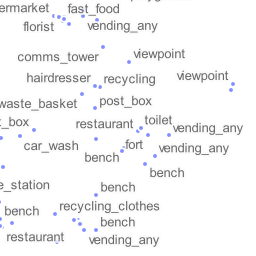 ermarket fast_food
florist vending_any
comms_tower viewpoint
hairdresser recycling viewpoint
waste_basket post_box
_box restaurant toilet vending_any
car_wash fort vending_any
bench
bench
e_station bench
bench recycling_clothes
bench
restaurant vending_any